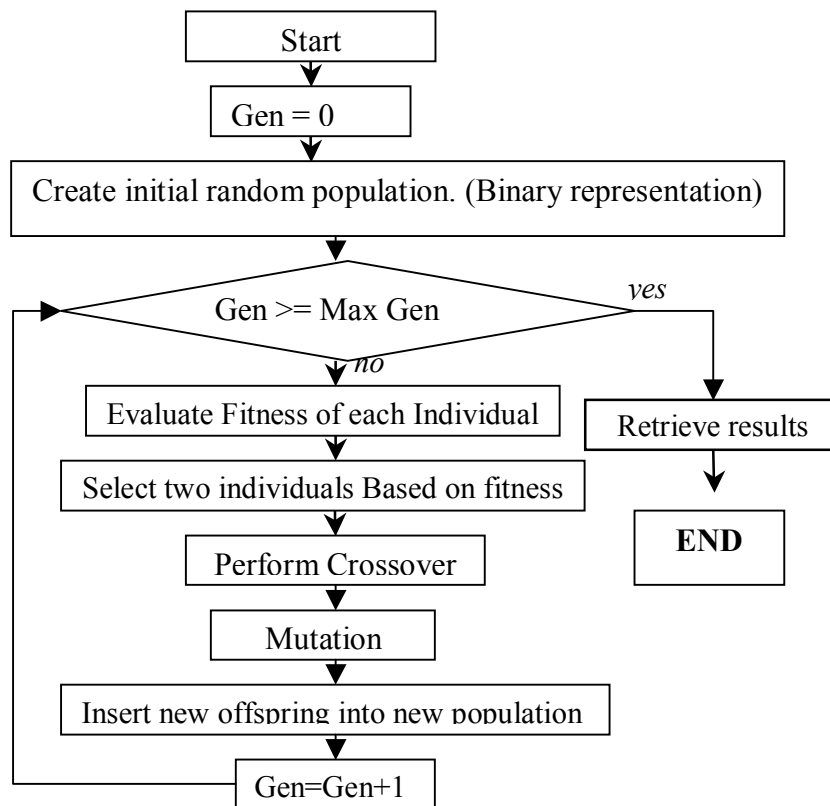 Start
Gen = 0
Create initial random population. (Binary representation)
Gen >= Max Gen
yes
no
Evaluate Fitness of each Individual
Retrieve results
Select two individuals Based on fitness
END
Perform Crossover
Mutation
Insert new offspring into new population
Gen=Gen+1